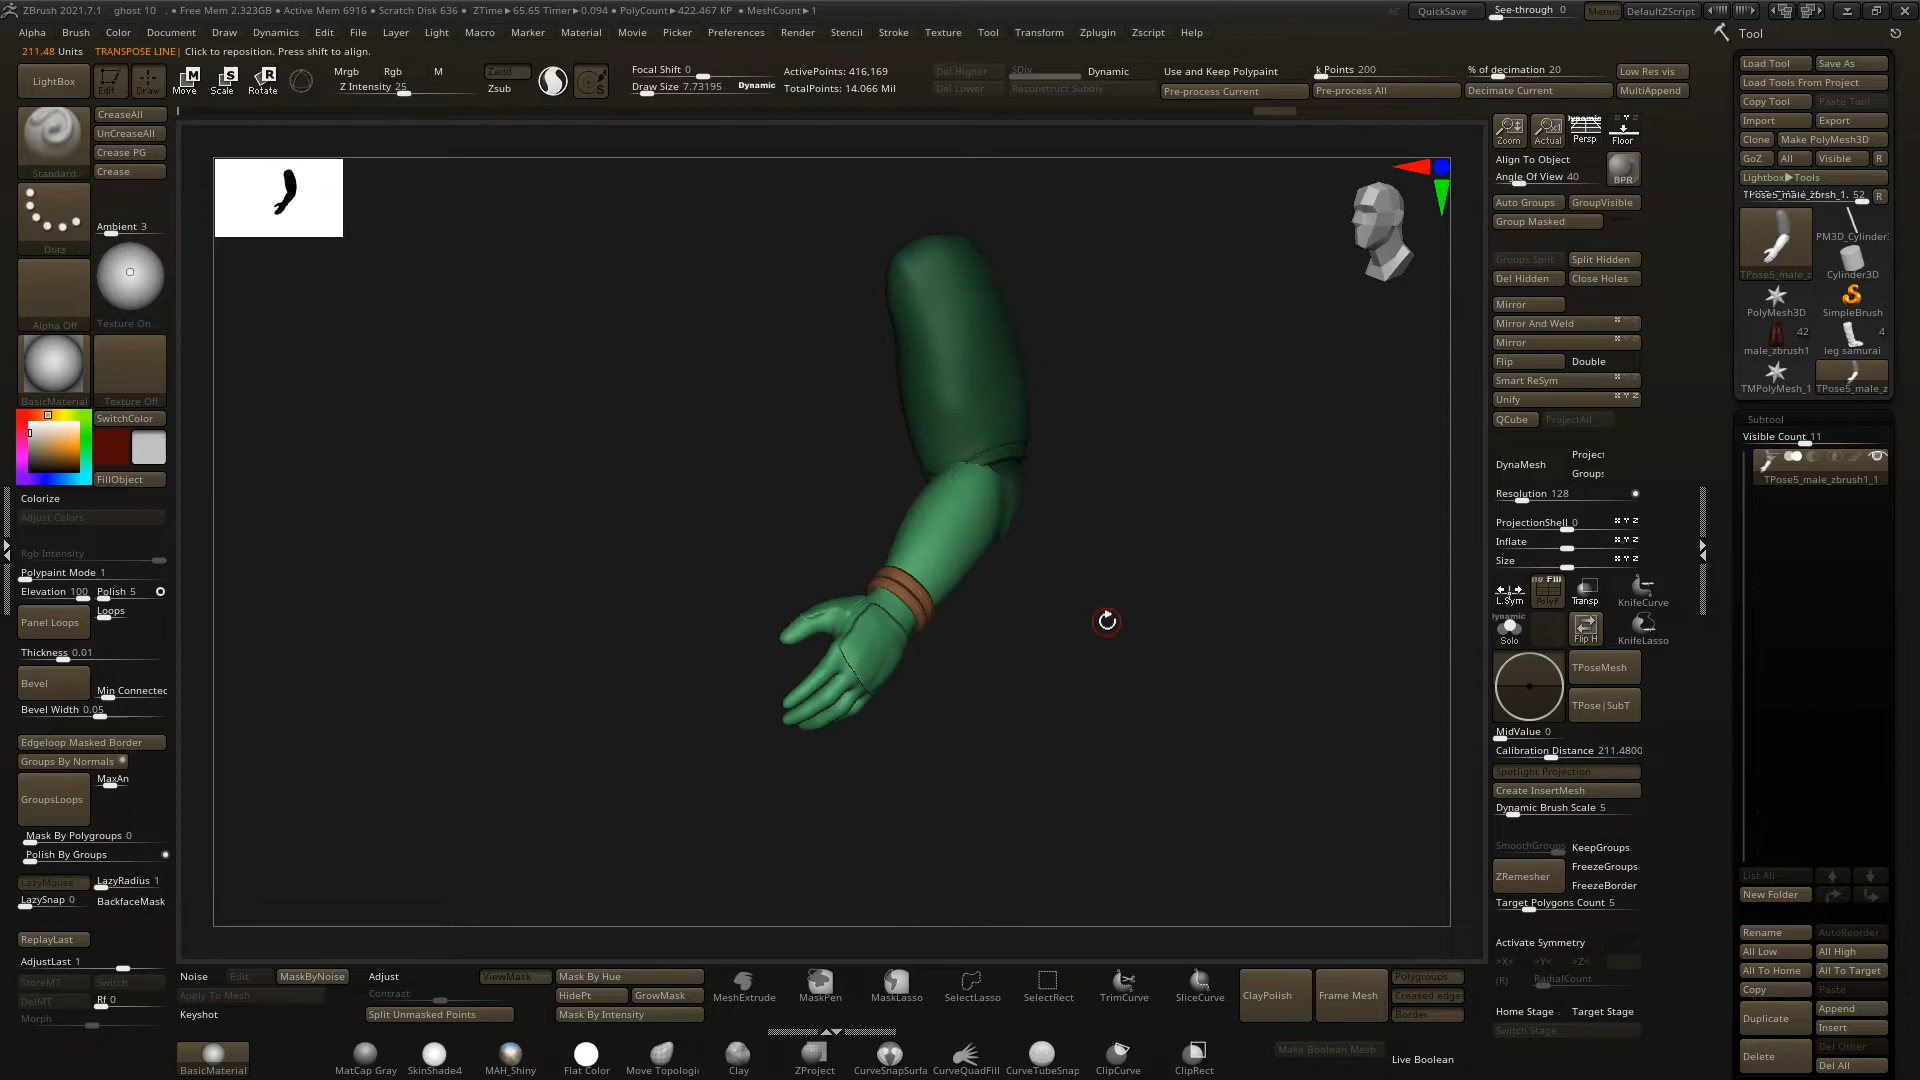 ZBrush 2021.7.1 ghost 10 . • Free Mem 2.323GB • Active Mem 6916 • Scratch Disk 636 • ZTime▶65.65 Timer▶0.094 • PolyCount▶422.467 KP • MeshCount▶1
AC QuickSave See-through 0 Menus DefaultZScript
Alpha Brush Color Document Draw Dynamics Edit File Layer Light Macro Marker Material Movie Picker Preferences Render Stencil Stroke Texture Tool Transform Zplugin Zscript Help
211.48 Units TRANSPOSE LINE| Click to reposition. Press shift to align.
LightBox Edit Draw Move Scale Rotate
Mrgb Rgb M
Z Intensity 25
Zadd
Zsub
Focal Shift 0
Draw Size 7.73195 Dynamic
ActivePoints: 416,169
TotalPoints: 14.066 Mil
Del Higher
Del Lower
SDiv Dynamic
Reconstruct Subdiv
Use and Keep Polypaint
Pre-process Current
k Points 200
Pre-process All
% of decimation 20
Decimate Current
Low Res vis
MultiAppend
Standard
CreaseAll
UnCreaseAll
Crease PG
Crease
Dots
Ambient 3
Alpha Off
Texture On
BasicMaterial
Texture Off
SwitchColor
FillObject
Colorize
Adjust Colors
Rgb Intensity
Polypaint Mode 1
Elevation 100 Polish 5
Panel Loops
Loops
Thickness 0.01
Bevel
Min Connected
Bevel Width 0.05
Edgeloop Masked Border
Groups By Normals
GroupsLoops
MaxAn
Mask By Polygroups 0
Polish By Groups
LazyMouse LazyRadius 1
LazySnap 0 BackfaceMask
ReplayLast
AdjustLast 1
StoreMT Switch
DelMT Rf 0
Morph
Noise Edit MaskByNoise
Apply To Mesh
Keyshot
Adjust ViewMask
Contrast
Split Unmasked Points
Mask By Hue
HidePt GrowMask
Mask By Intensity
MeshExtrude MaskPen MaskLasso SelectLasso SelectRect TrimCurve SliceCurve
ClayPolish
Frame Mesh
Polygroups
Creased edge
Border
BasicMaterial MatCap Gray SkinShade4 MAH_Shiny Flat Color Move Topologi Clay ZProject CurveSnapSurfa CurveQuadFill CurveTubeSnap ClipCurve ClipRect
Make Boolean Mesh
Live Boolean
Zoom Actual Persp Floor
Align To Object
Angle Of View 40
BPR
Auto Groups GroupVisible
Group Masked
Groups Split Split Hidden
Del Hidden Close Holes
Mirror
Mirror And Weld
Mirror
Flip Double
Smart ReSym
Unify
QCube ProjectAll
DynaMesh
Project
Groups
Resolution 128
ProjectionShell 0
Inflate
Size
L.Sym PolyF Transp KnifeCurve
Dynamic
Solo Flip H KnifeLasso
TPoseMesh
TPose|SubT
MidValue 0
Calibration Distance 211.4800
Spotlight Projection
Create InsertMesh
Dynamic Brush Scale 5
SmoothGroups KeepGroups
ZRemesher
FreezeGroups
FreezeBorder
Target Polygons Count 5
Activate Symmetry
>X< >Y< >Z<
(R) RadialCount
Home Stage Target Stage
Switch Stage
Tool
Load Tool Save As
Load Tools From Project
Copy Tool Paste Tool
Import Export
Clone Make PolyMesh3D
GoZ All Visible R
Lightbox▶Tools
TPose5_male_zbrsh_1. 52 R
TPose5_male_z
PM3D_Cylinder3
Cylinder3D
PolyMesh3D SimpleBrush
42 4
male_zbrush1 leg samurai
TMPolyMesh_1 TPose5_male_z
Subtool
Visible Count 11
TPose5_male_zbrush1_1
List All
New Folder
Rename AutoReorder
All Low All High
All To Home All To Target
Copy Paste
Duplicate
Append
Insert
Delete
Del Other
Del All